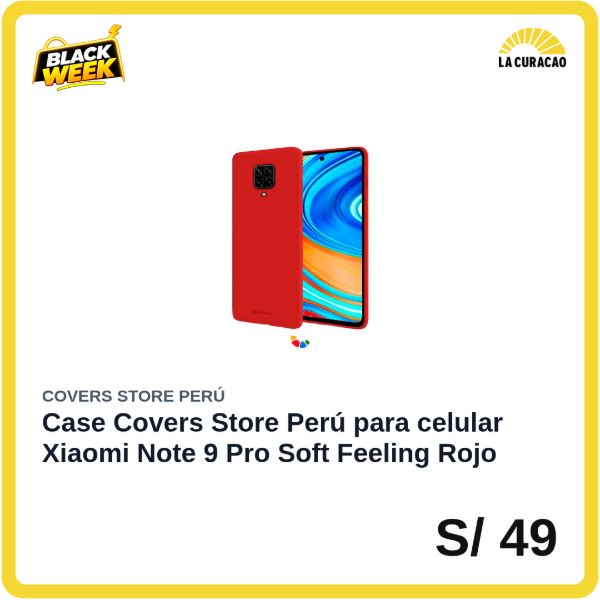 BLACK
WEEK
LA CURACAO
COVERS STORE PERÚ
Case Covers Store Perú para celular
Xiaomi Note 9 Pro Soft Feeling Rojo
S/ 49